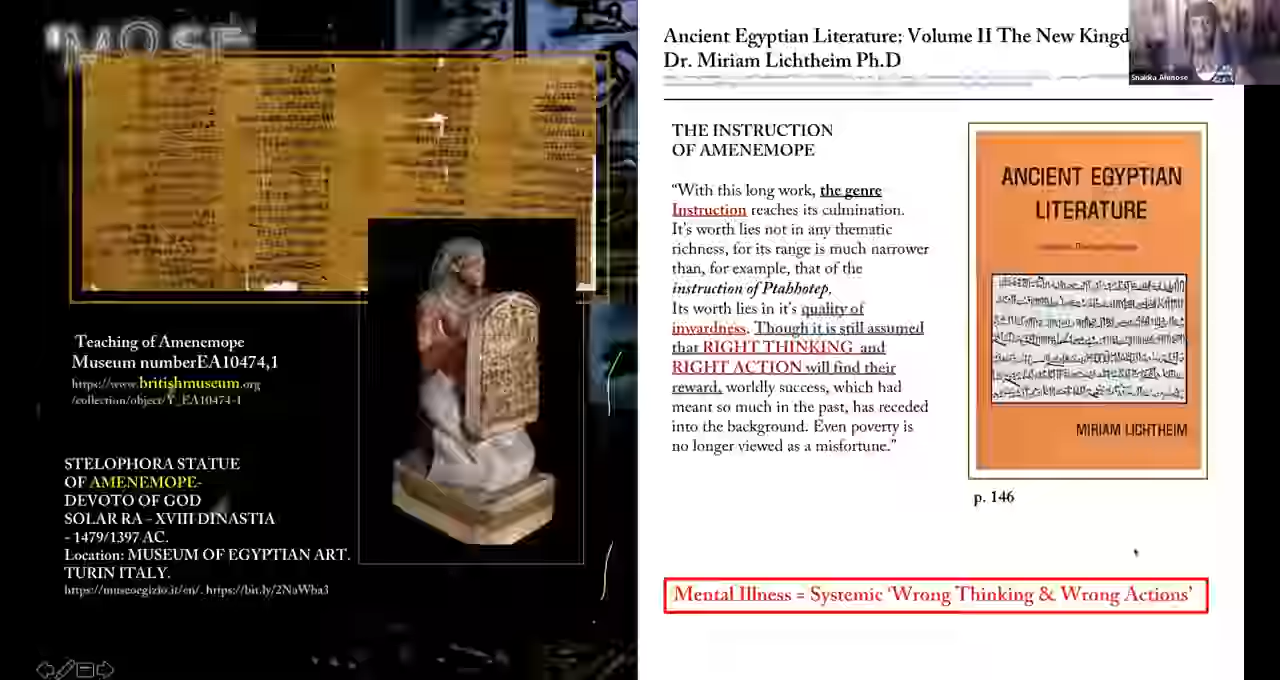 Teaching of Amenemope
Museum numberEA10474,1
https://www.britishmuseum.org
/collection/object/Y_EA10474-1
STELOPHORA STATUE
OF AMENEMOPE-
DEVOTO OF GOD
SOLAR RA – XVIII DINASTIA
- 1479/1397 AC.
Location: MUSEUM OF EGYPTIAN ART.
TURIN ITALY.
https://museoegizio.it/en/.
Ancient Egyptian Literature: Volume II The New Kingd
Dr. Miriam Lichtheim Ph.D
THE INSTRUCTION
OF AMENEMOPE
“With this long work, the genre
Instruction reaches its culmination.
It's worth lies not in any thematic
richness, for its range is much narrower
than, for example, that of the
instruction of Ptahhotep.
Its worth lies in it's quality of
inwardness. Though it is still assumed
that RIGHT THINKING and
RIGHT ACTION will find their
reward, worldly success, which had
meant so much in the past, has receded
into the background. Even poverty is
no longer viewed as a misfortune.”
ANCIENT EGYPTIAN
LITERATURE
MIRIAM LICHTHEIM
p. 146
Mental Illness = Systemic ‘Wrong Thinking & Wrong Actions’